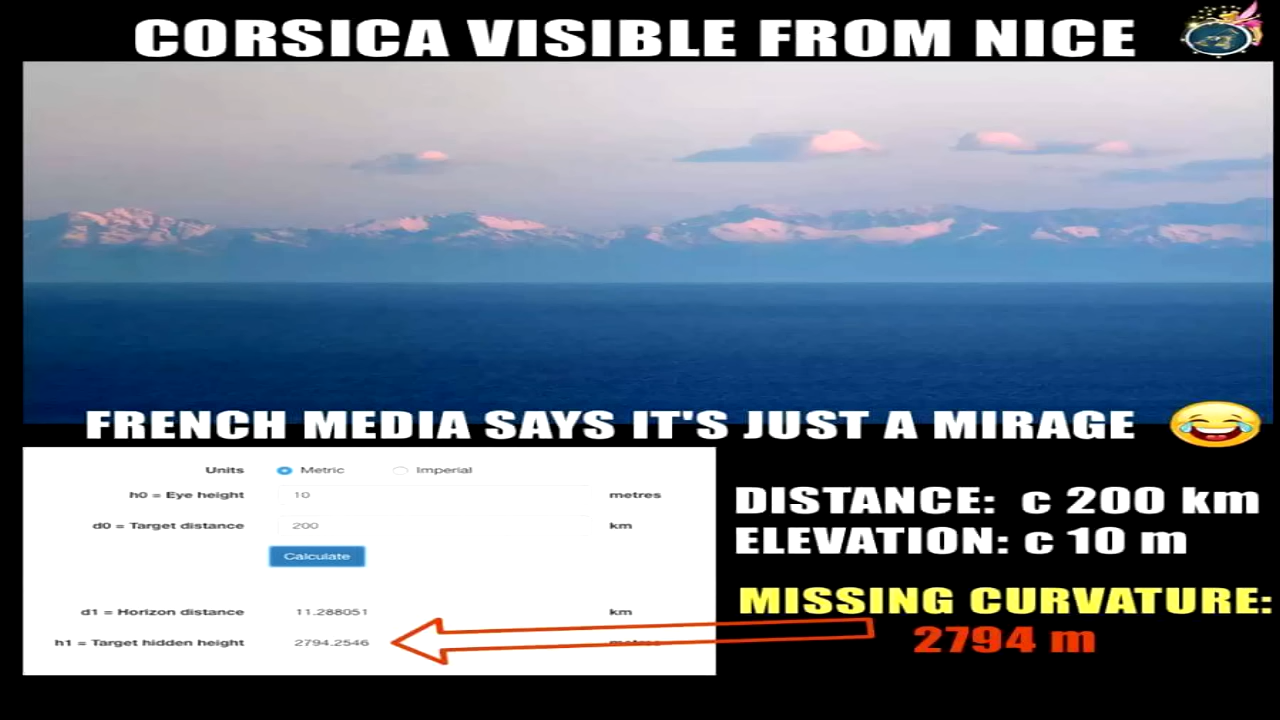 CORSICA VISIBLE FROM NICE
FRENCH MEDIA SAYS IT'S JUST A MIRAGE
Units Metric Imperial
h0 = Eye height 10 metres
d0 = Target distance 200 km
Calculate
d1 = Horizon distance 11.288051 km
h1 = Target hidden height 2794.2546 metres
DISTANCE: c 200 km
ELEVATION: c 10 m
MISSING CURVATURE:
2794 m